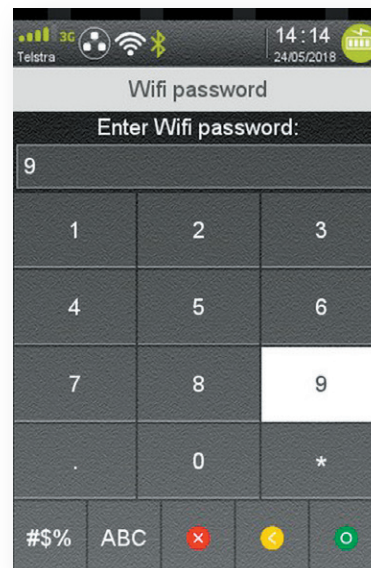 3G 14:14
Telstra 24/05/2018
Wifi password
Enter Wifi password:
9
1 2 3
4 5 6
7 8 9
. 0 *
#$% ABC